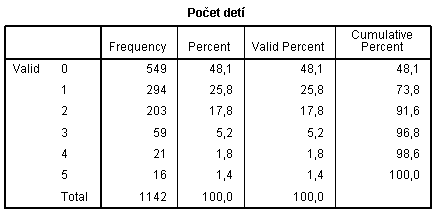 Počet detí
Frequency Percent Valid Percent Cumulative Percent
Valid 0 549 48,1 48,1 48,1
1 294 25,8 25,8 73,8
2 203 17,8 17,8 91,6
3 59 5,2 5,2 96,8
4 21 1,8 1,8 98,6
5 16 1,4 1,4 100,0
Total 1142 100,0 100,0